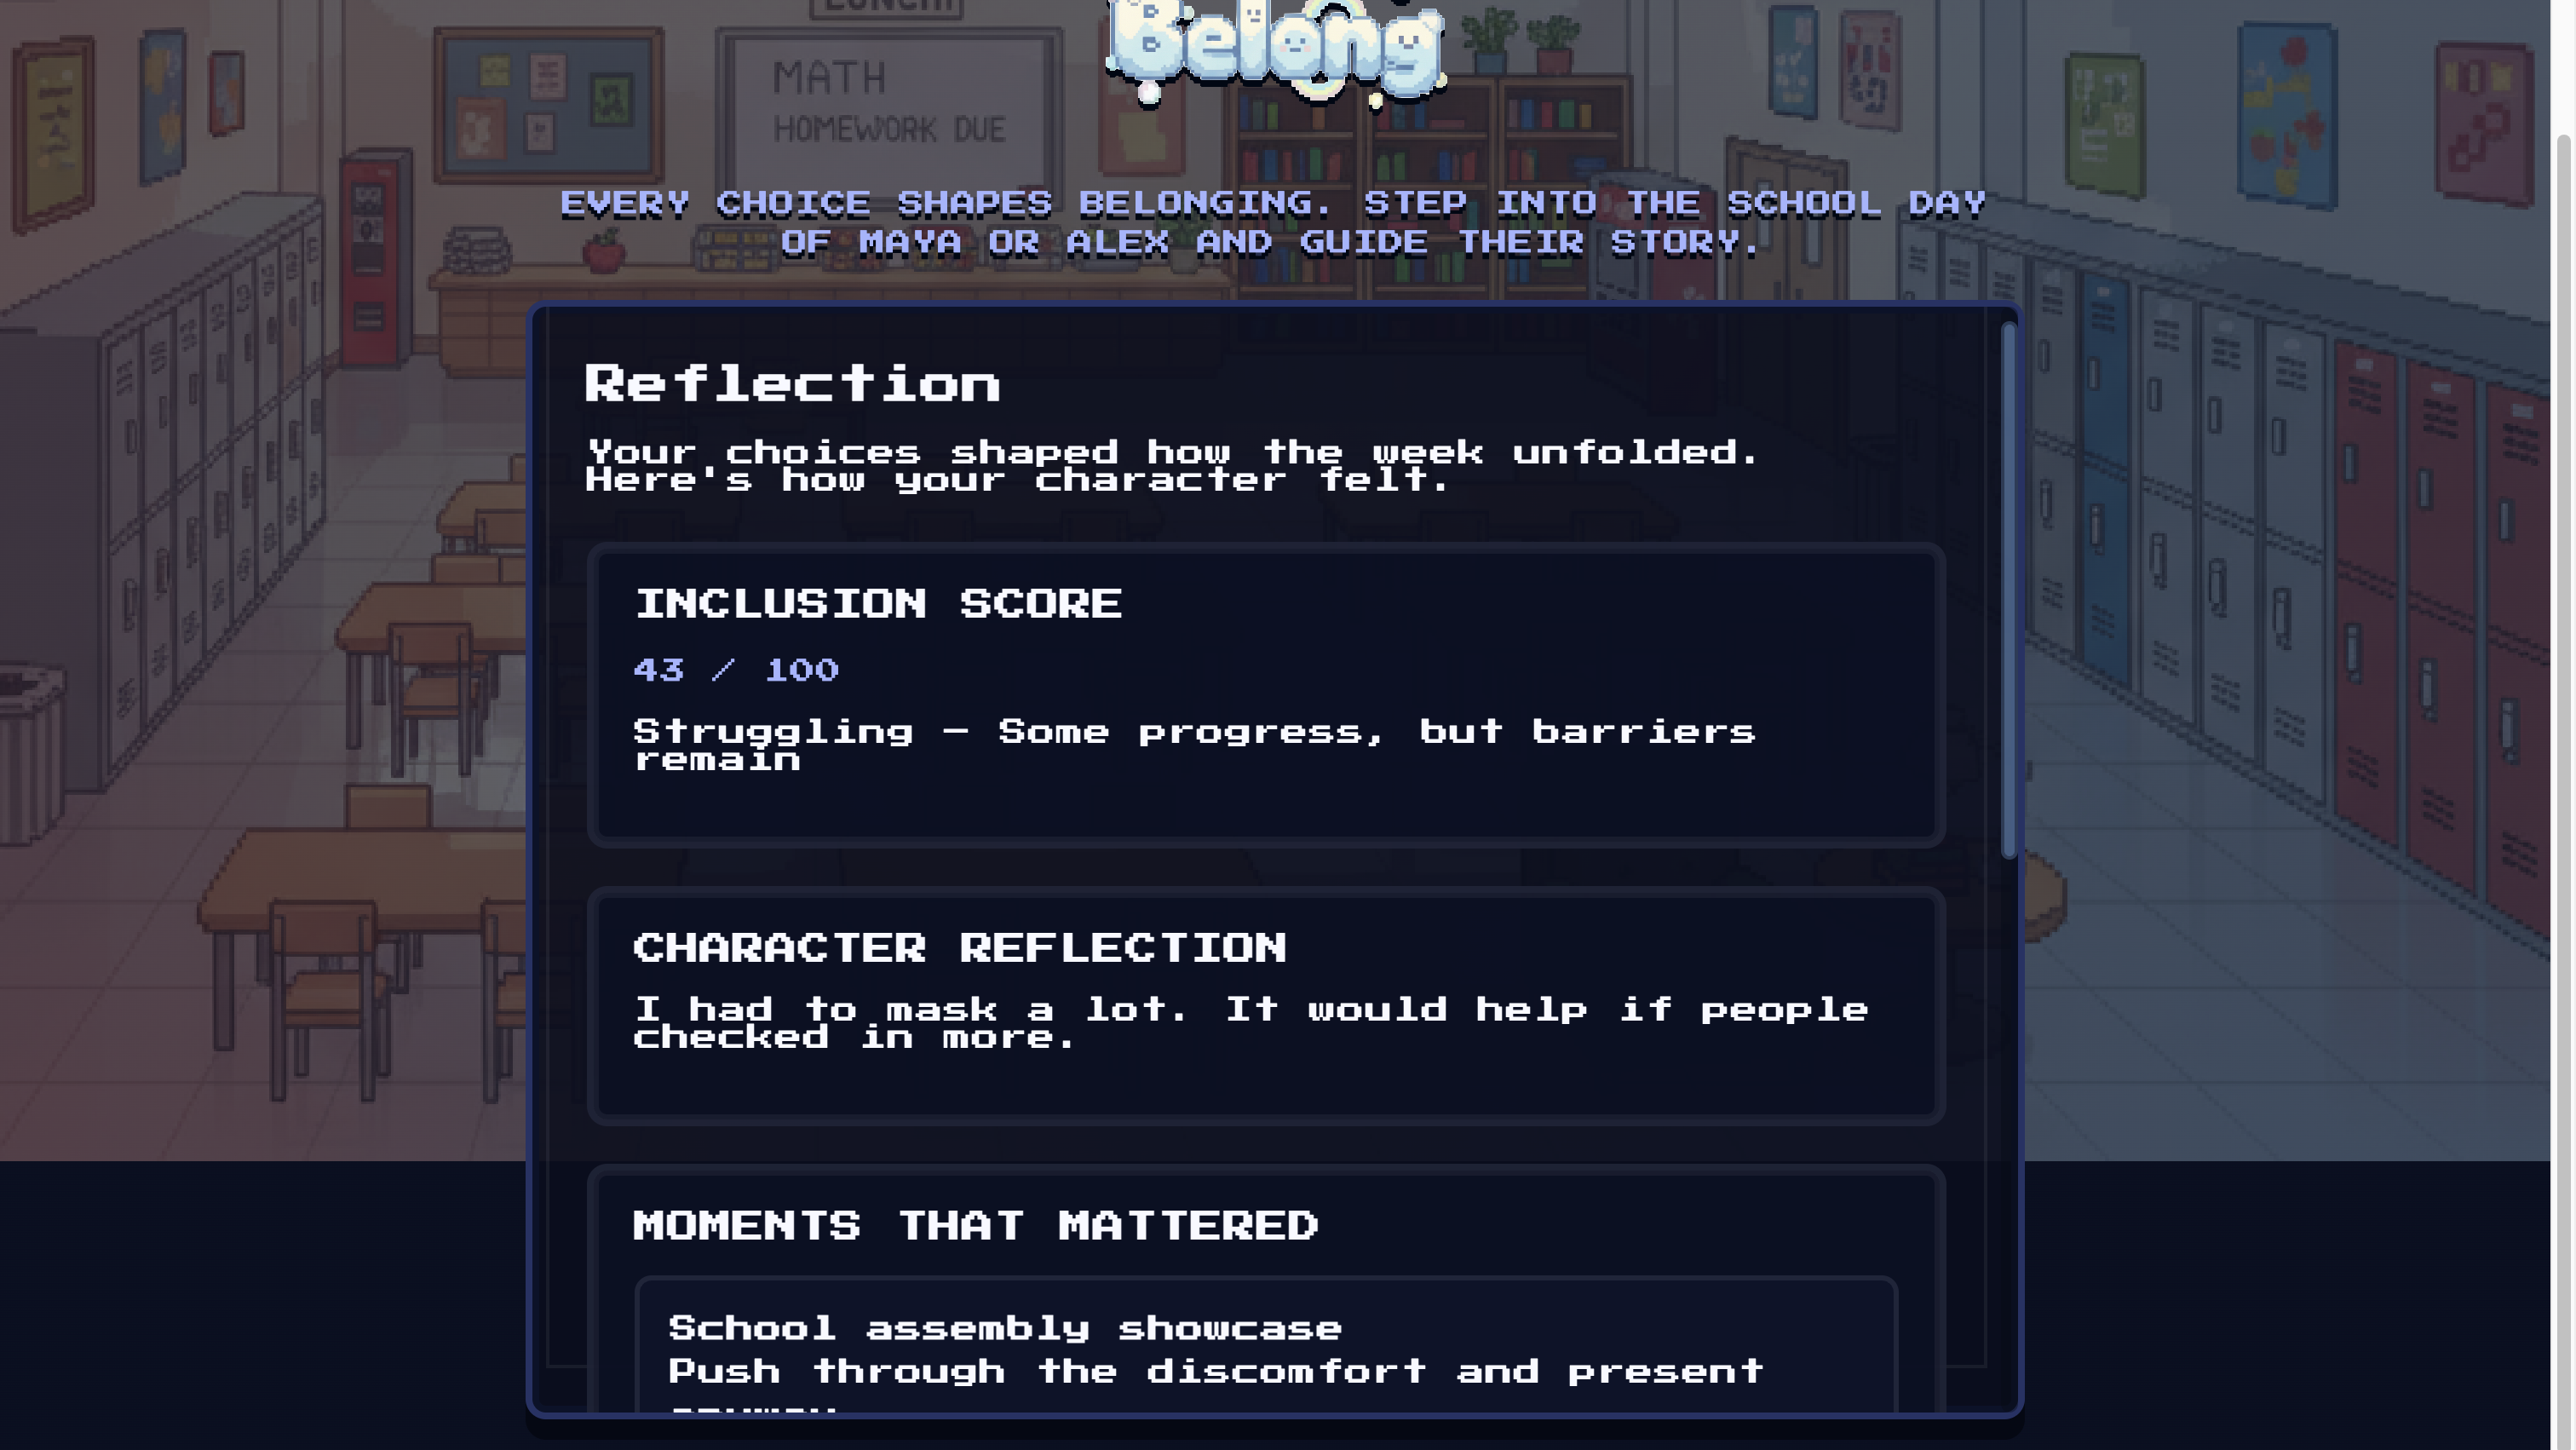 LUNCH!
Belong
MATH
HOMEWORK DUE
EVERY CHOICE SHAPES BELONGING. STEP INTO THE SCHOOL DAY
OF MAYA OR ALEX AND GUIDE THEIR STORY.
Reflection
Your choices shaped how the week unfolded.
Here's how your character felt.
INCLUSION SCORE
43 / 100
Struggling — Some progress, but barriers
remain
CHARACTER REFLECTION
I had to mask a lot. It would help if people
checked in more.
MOMENTS THAT MATTERED
School assembly showcase
Push through the discomfort and present